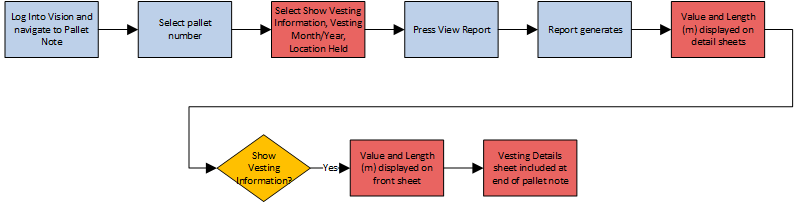 Log Into Vision and
navigate to Pallet
Note
Select pallet
number
Select Show Vesting
Information, Vesting
Month/Year,
Location Held
Press View Report
Report generates
Value and Length
(m) displayed on
detail sheets
Show
Vesting
Information?
Yes
Value and Length
(m) displayed on
front sheet
Vesting Details
sheet included at
end of pallet note